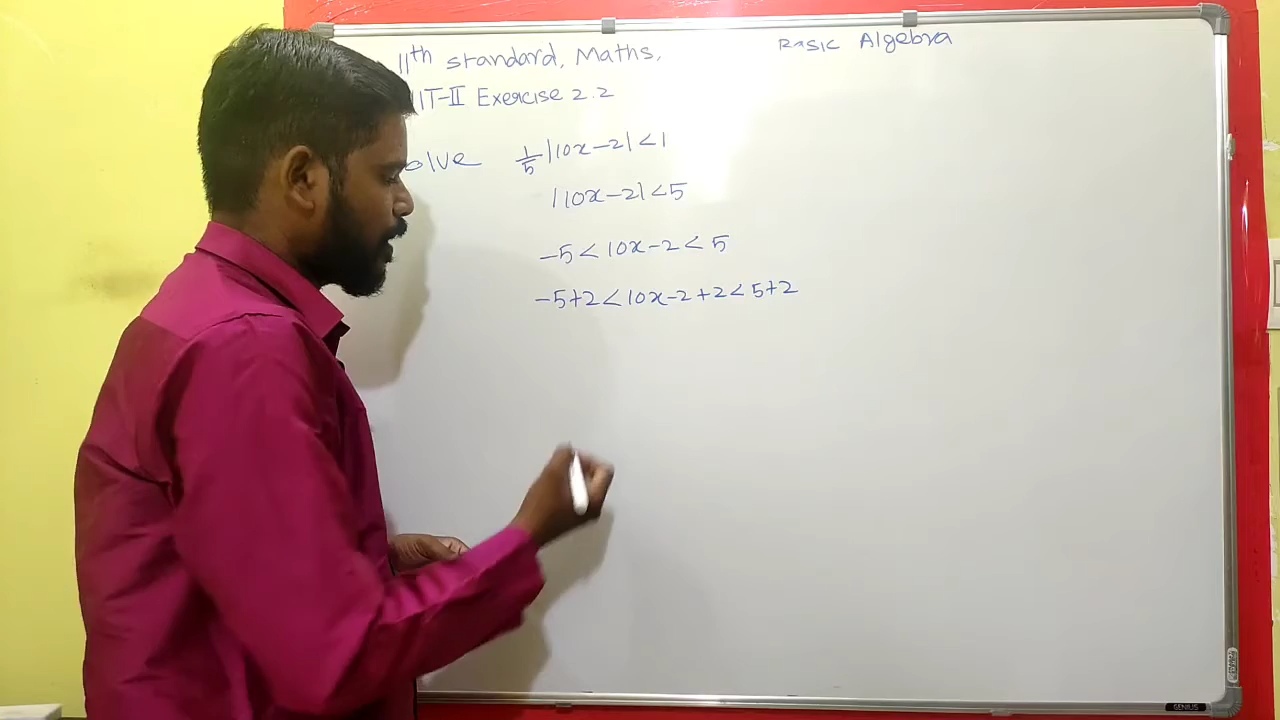 11th standard, Maths,
Basic Algebra
IT-II Exercise 2.2
olve 1/5 |10x-2| < 1
|10x-2| < 5
-5 < 10x-2 < 5
-5+2 < 10x-2+2 < 5+2
GENIUS